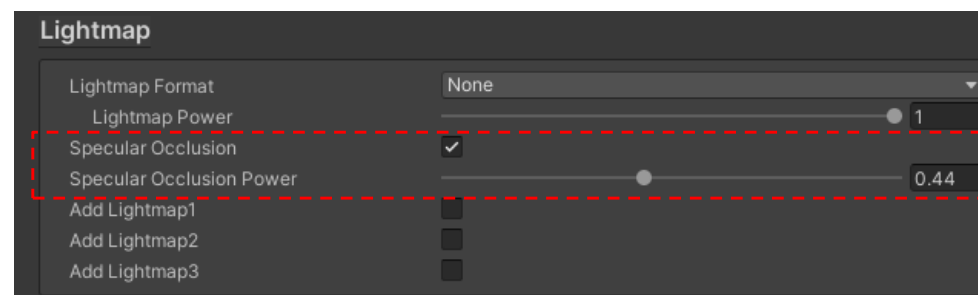 Lightmap
Lightmap Format None
Lightmap Power 1
Specular Occlusion
Specular Occlusion Power 0.44
Add Lightmap1
Add Lightmap2
Add Lightmap3